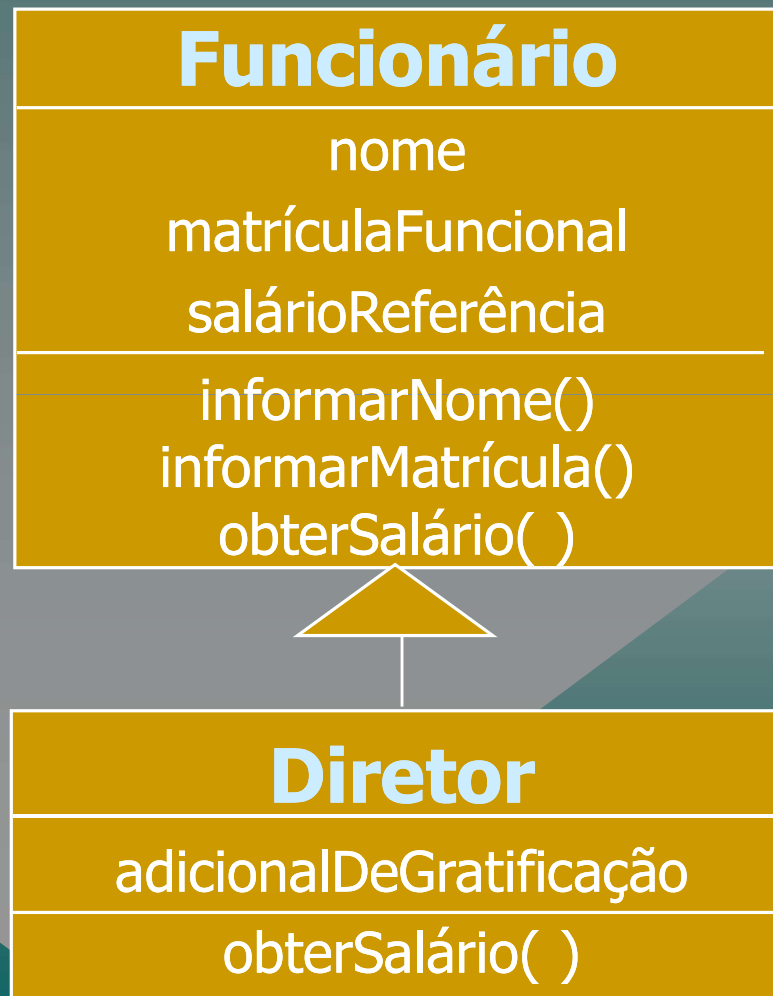 Funcionário
nome
matrículaFuncional
salárioReferência
informarNome()
informarMatrícula()
obterSalário( )
Diretor
adicionalDeGratificação
obterSalário( )